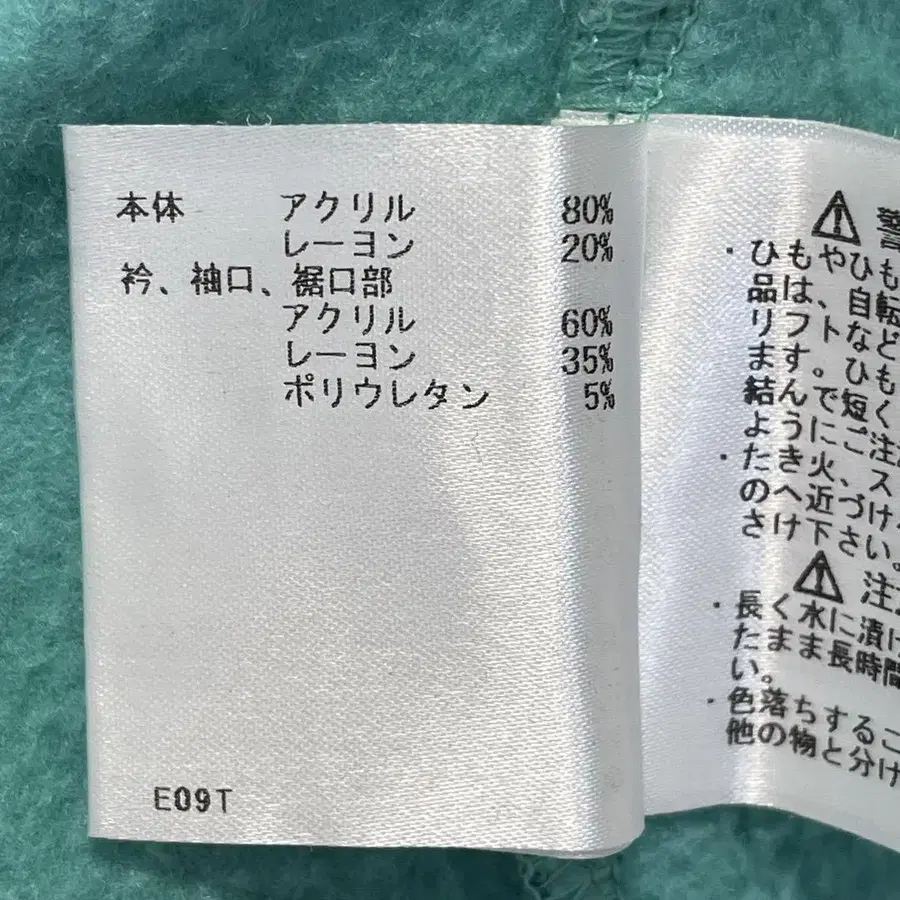 本体 アクリル 80%
レーヨン 20%
衿、袖口、裾口部
アクリル 60%
レーヨン 35%
ポリウレタン 5%
E09T
⚠警
・ひもやひも
品は、自転
リフトなど
ます。ひも
結んで短く
ようにご注
・たき火、ス
のへ近づけ
さけ下さい。
⚠注
・長く水に漬け
たまま長時間
い。
・色落ちするこ
他の物と分け